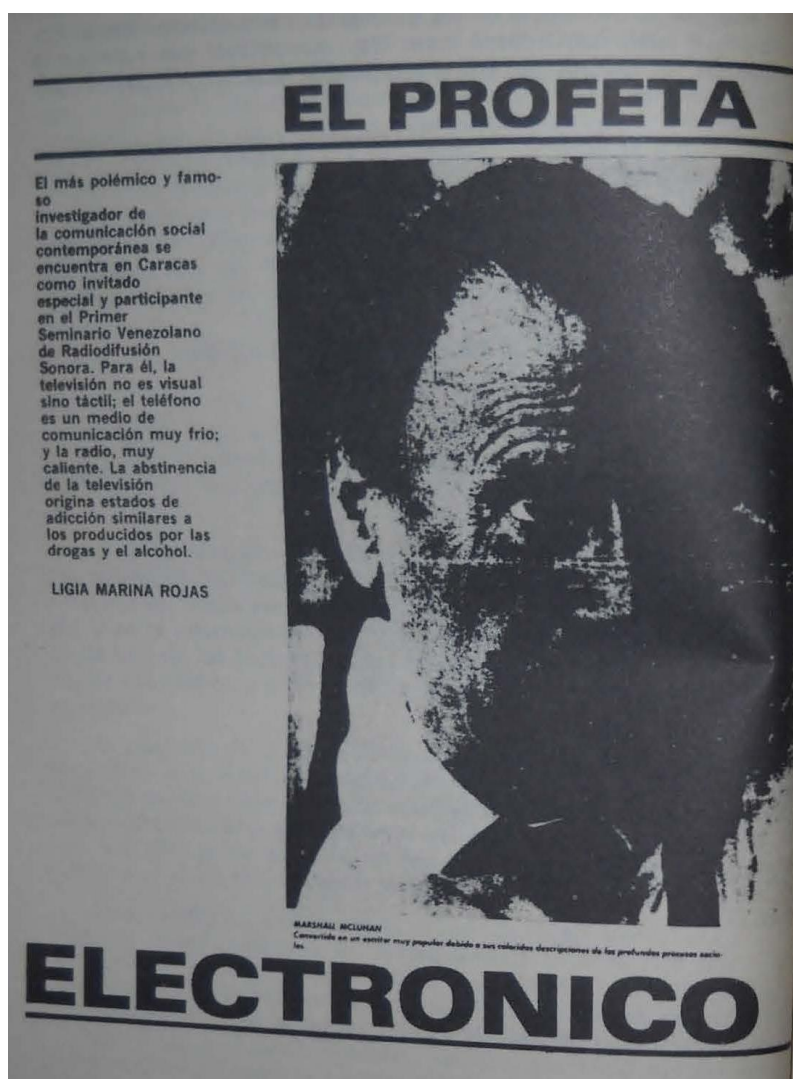 EL PROFETA
El más polémico y famo-
so
investigador de
la comunicación social
contemporánea se
encuentra en Caracas
como invitado
especial y participante
en el Primer
Seminario Venezolano
de Radiodifusión
Sonora. Para él, la
televisión no es visual
sino táctil; el teléfono
es un medio de
comunicación muy frio;
y la radio, muy
caliente. La abstinencia
de la televisión
origina estados de
adicción similares a
los producidos por las
drogas y el alcohol.
LIGIA MARINA ROJAS
MARSHALL MCLUHAN
Convertido en un escritor muy popular debido a sus coloridas descripciones de los profundos procesos socia-
les
ELECTRONICO